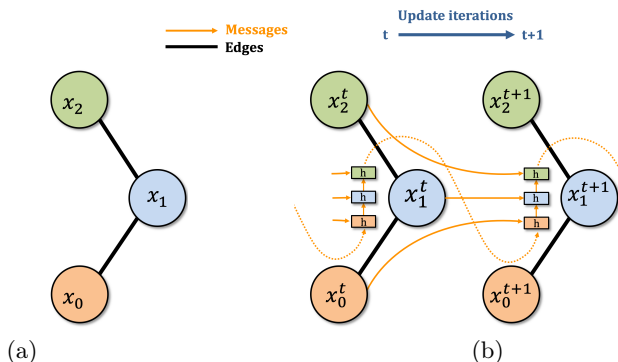 Messages
Edges
Update iterations
t
t+1
x₂
x₁
x₀
x₂ᵗ
h
h
h
x₁ᵗ
x₀ᵗ
x₂ᵗ⁺¹
h
h
h
x₁ᵗ⁺¹
x₀ᵗ⁺¹
(a)
(b)